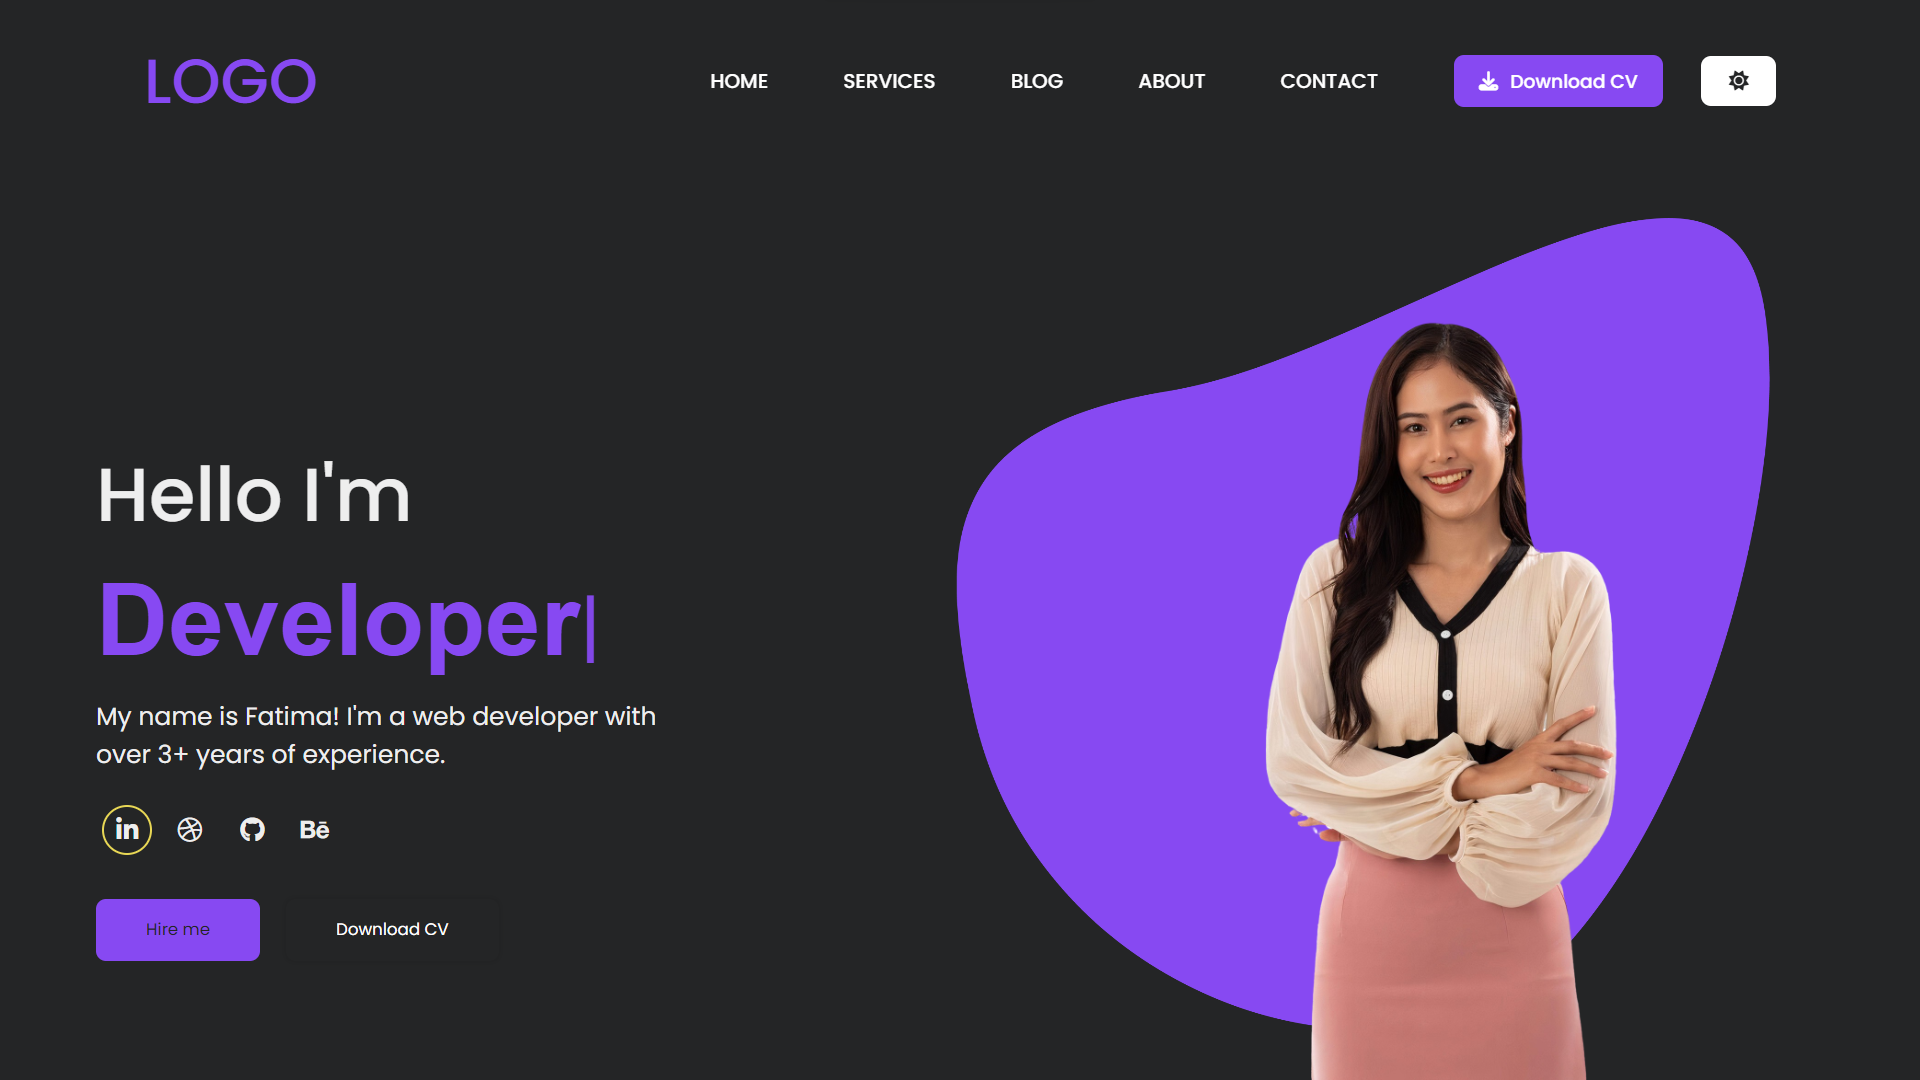 LOGO
HOME SERVICES BLOG ABOUT CONTACT Download CV
Hello I'm
Developer|
My name is Fatima! I'm a web developer with
over 3+ years of experience.
in Bē
Hire me Download CV